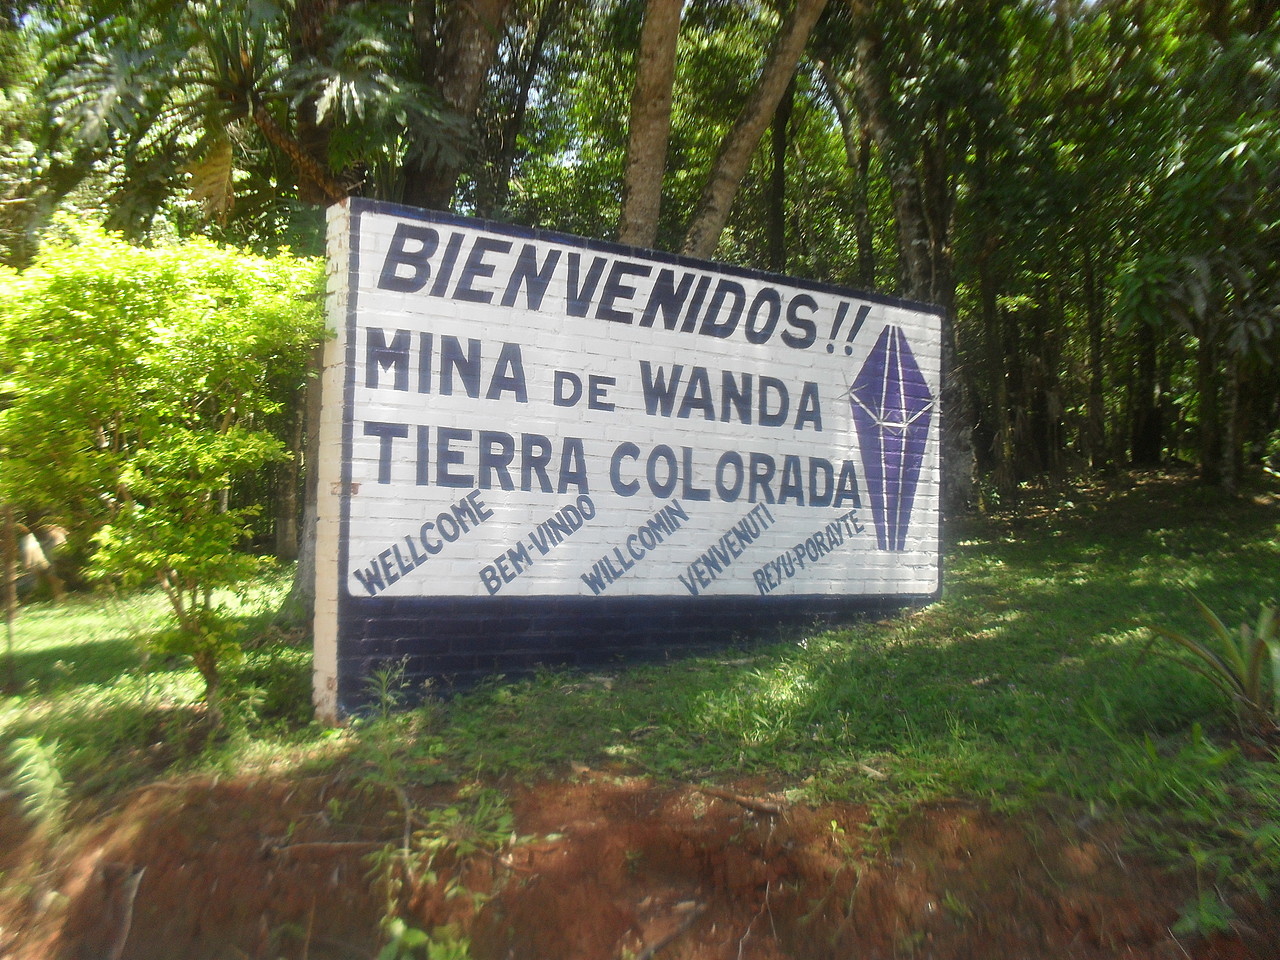 BIENVENIDOS!!
MINA DE WANDA
TIERRA COLORADA
WELLCOME
BEM-VINDO
WILLCOMIN
VENVENUTI
REYU-PORAYTE